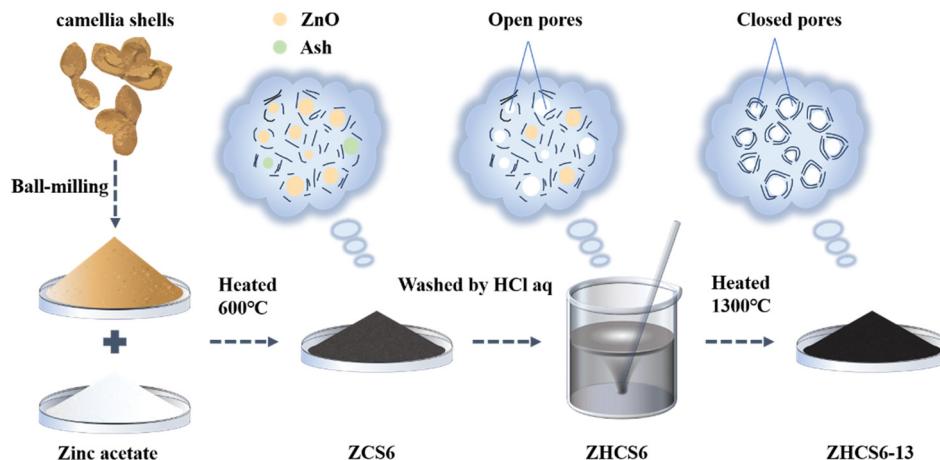 camellia shells
ZnO
Ash
Open pores
Closed pores
Ball-milling
Heated
600℃
Washed by HCl aq
Heated
1300℃
Zinc acetate
ZCS6
ZHCS6
ZHCS6-13